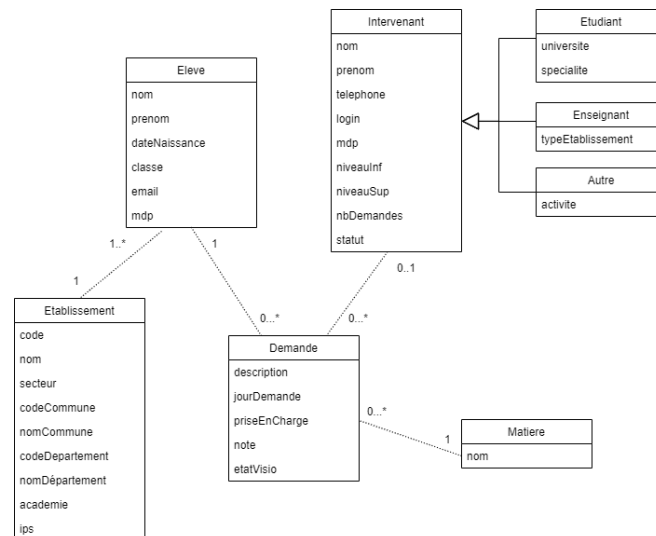 Intervenant
nom
prenom
telephone
login
mdp
niveauInf
niveauSup
nbDemandes
statut
Etudiant
universite
specialite
Enseignant
typeEtablissement
Autre
activite
Eleve
nom
prenom
dateNaissance
classe
email
mdp
1..*
1
1
0...*
0..1
0...*
Etablissement
code
nom
secteur
codeCommune
nomCommune
codeDepartement
nomDépartement
academie
ips
Demande
description
jourDemande
priseEnCharge
note
etatVisio
0...*
1
Matiere
nom